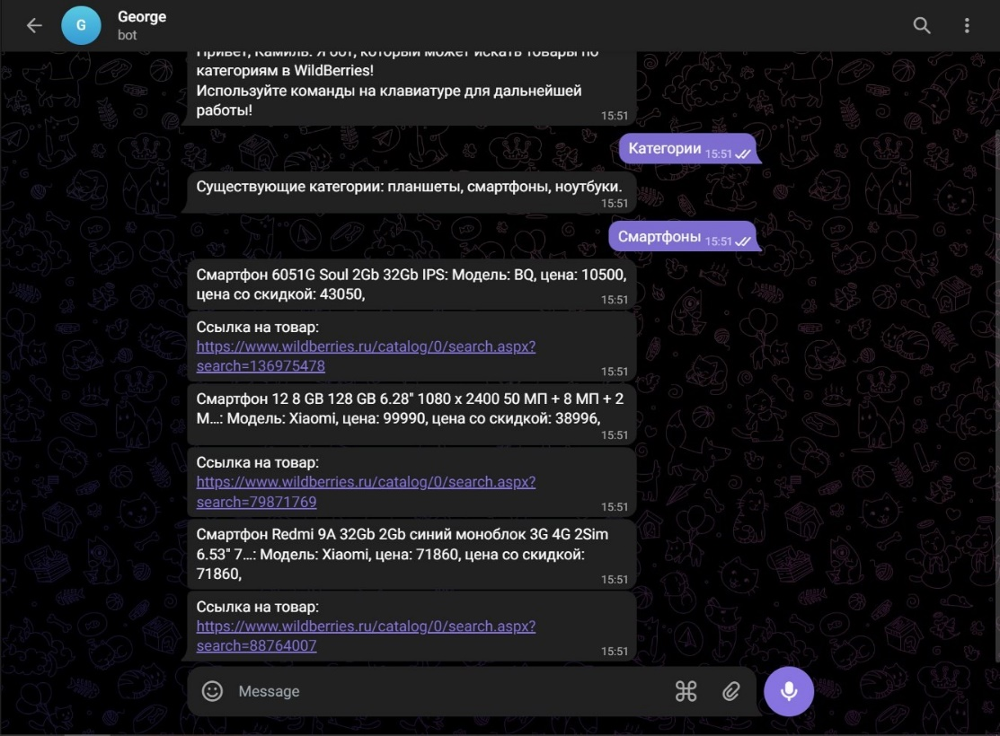 G
George
bot
Привет, Камиль. Я бот, который может искать товары по
категориям в WildBerries!
Используйте команды на клавиатуре для дальнейшей
работы!
15:51
Категории 15:51
Существующие категории: планшеты, смартфоны, ноутбуки.
15:51
Смартфоны 15:51
Смартфон 6051G Soul 2Gb 32Gb IPS: Модель: BQ, цена: 10500,
цена со скидкой: 43050,
15:51
Ссылка на товар:
https://www.wildberries.ru/catalog/0/search.aspx?
search=136975478
15:51
Смартфон 12 8 GB 128 GB 6.28" 1080 x 2400 50 МП + 8 МП + 2
М...: Модель: Xiaomi, цена: 99990, цена со скидкой: 38996,
15:51
Ссылка на товар:
https://www.wildberries.ru/catalog/0/search.aspx?
search=79871769
15:51
Смартфон Redmi 9A 32Gb 2Gb синий моноблок 3G 4G 2Sim
6.53" 7...: Модель: Xiaomi, цена: 71860, цена со скидкой:
71860,
15:51
Ссылка на товар:
https://www.wildberries.ru/catalog/0/search.aspx?
search=88764007
15:51
Message